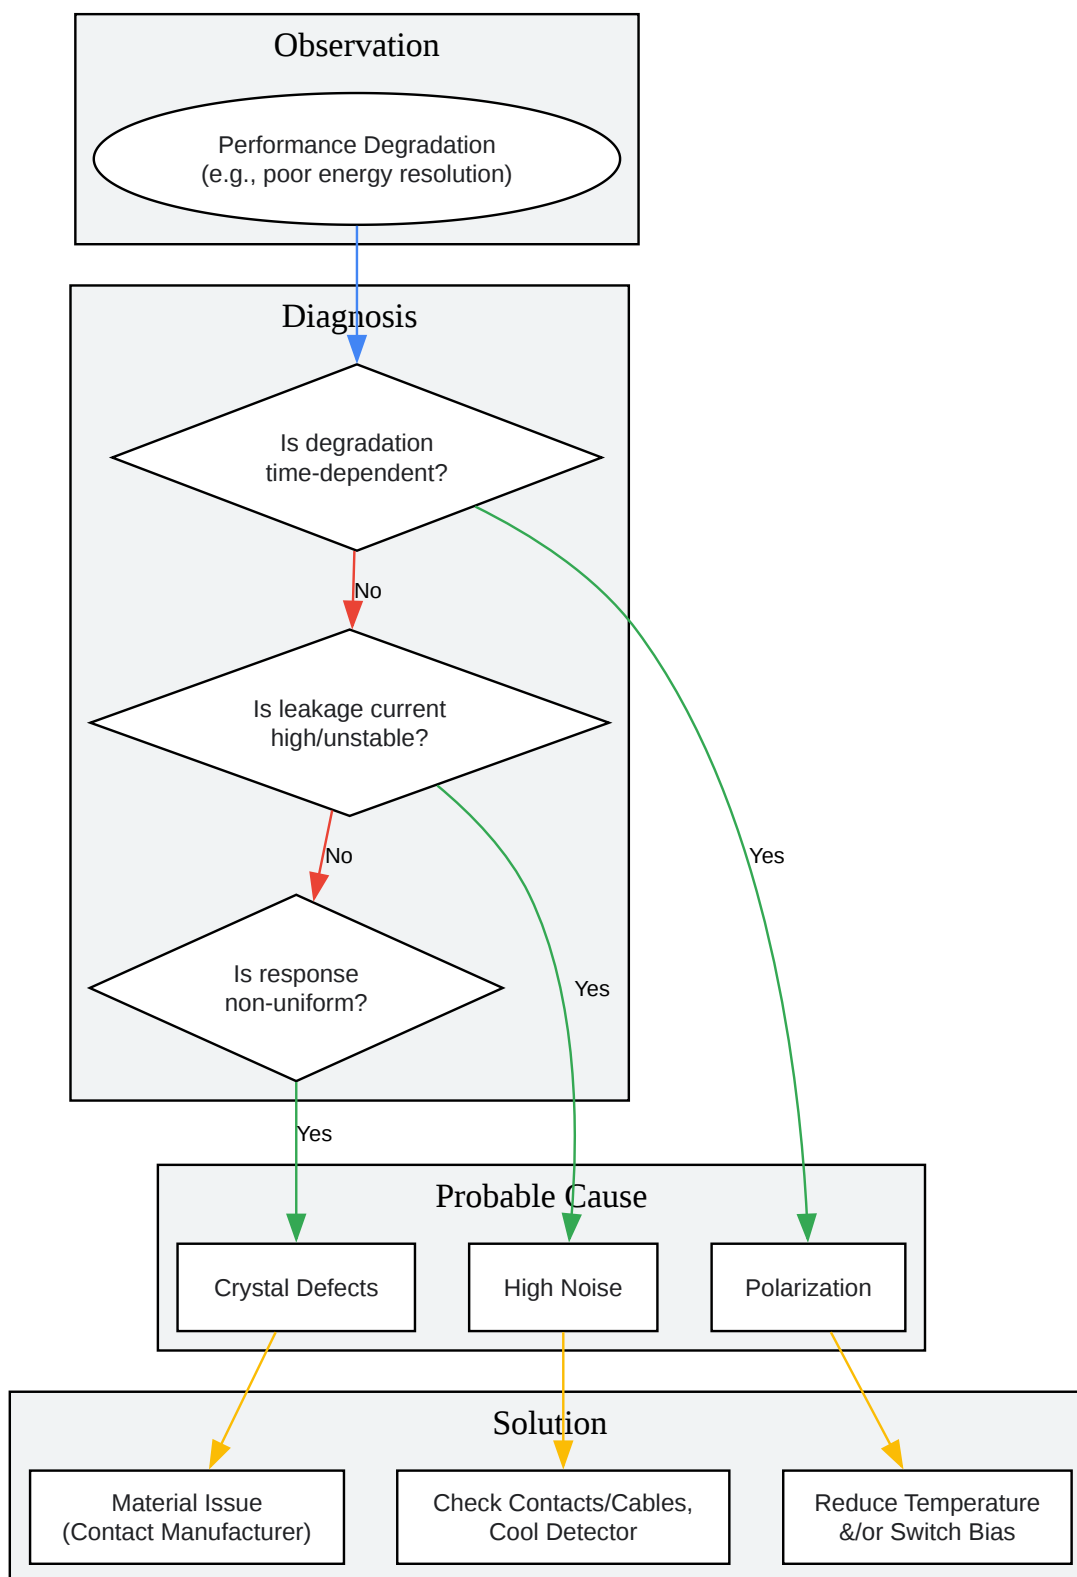 Observation
Performance Degradation
(e.g., poor energy resolution)
Diagnosis
Is degradation
time-dependent?
No
Is leakage current
high/unstable?
No
Yes
Is response
non-uniform?
Yes
Yes
Probable Cause
Crystal Defects
High Noise
Polarization
Solution
Material Issue
(Contact Manufacturer)
Check Contacts/Cables,
Cool Detector
Reduce Temperature
&/or Switch Bias